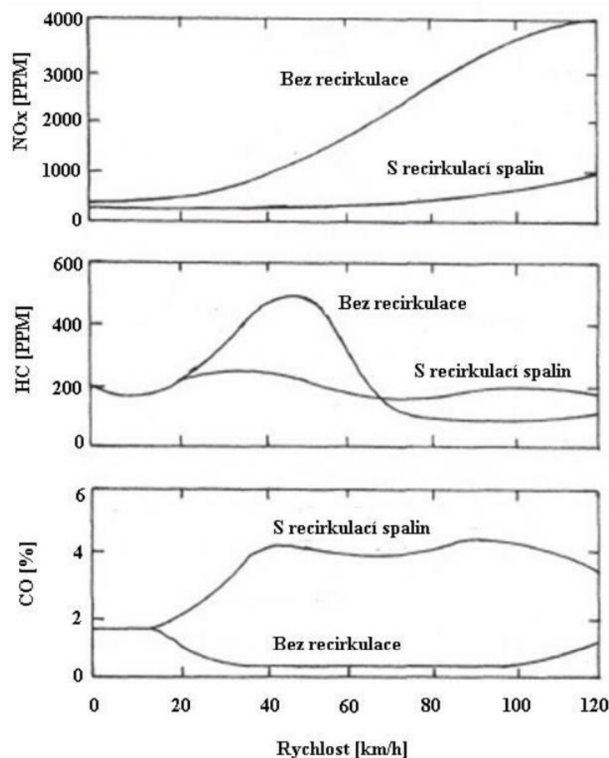 4000
3000
2000
1000
0
NOx [PPM]
Bez recirkulace
S recirkulací spalin
600
400
200
0
HC [PPM]
Bez recirkulace
S recirkulací spalin
6
4
2
0
CO [%]
S recirkulací spalin
Bez recirkulace
0 20 40 60 80 100 120
Rychlost [km/h]